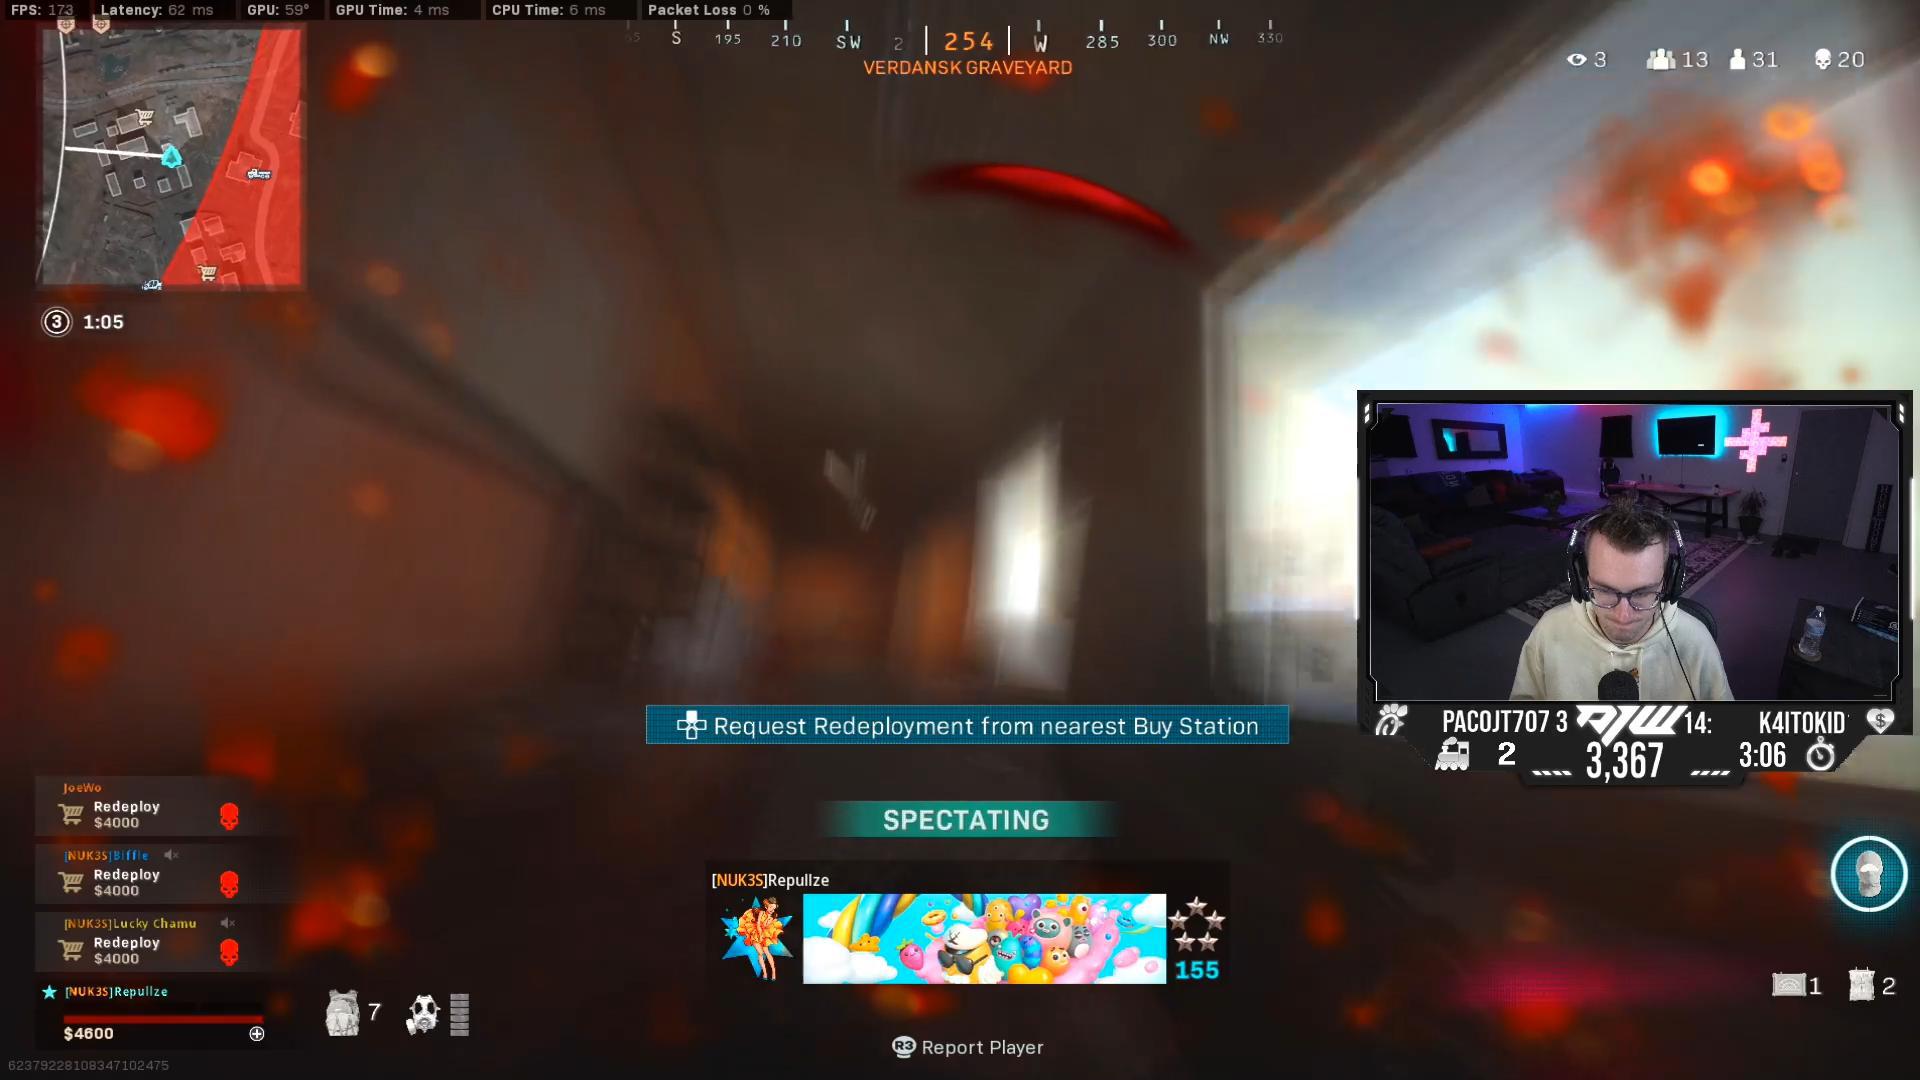 FPS: 173 Latency: 62 ms GPU: 59° GPU Time: 4 ms CPU Time: 6 ms Packet Loss 0 %
S 195 210 SW 2 254 W 285 300 NW 330
VERDANSK GRAVEYARD
3 13 31 20
3 1:05
Request Redeployment from nearest Buy Station
PACOJT707 3 14: K4ITOKID
2 3,367 3:06
SPECTATING
JoeWo
Redeploy
$4000
[NUK3S]Biffle
Redeploy
$4000
[NUK3S]Lucky Chamu
Redeploy
$4000
[NUK3S]Repullze
$4600
7
[NUK3S]Repullze
155
1 2
R3 Report Player
62379228108347102475